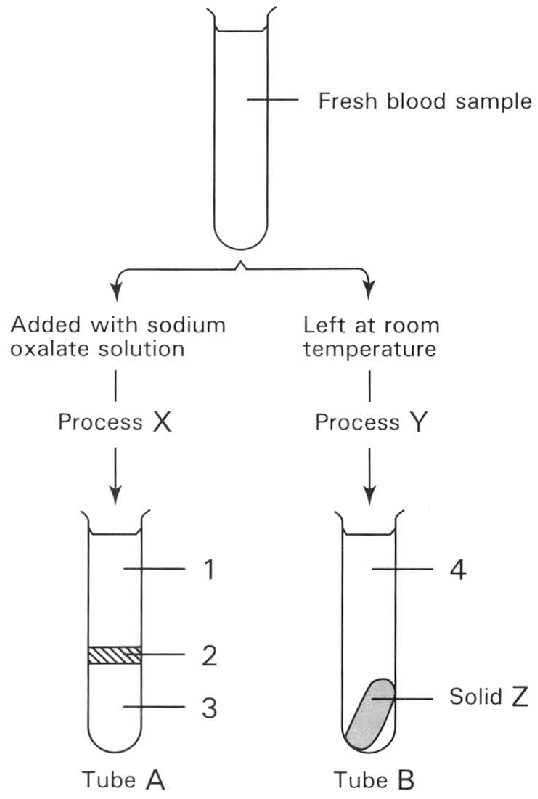 Fresh blood sample
Added with sodium
oxalate solution
Left at room
temperature
Process X
Process Y
1
2
3
4
Solid Z
Tube A
Tube B